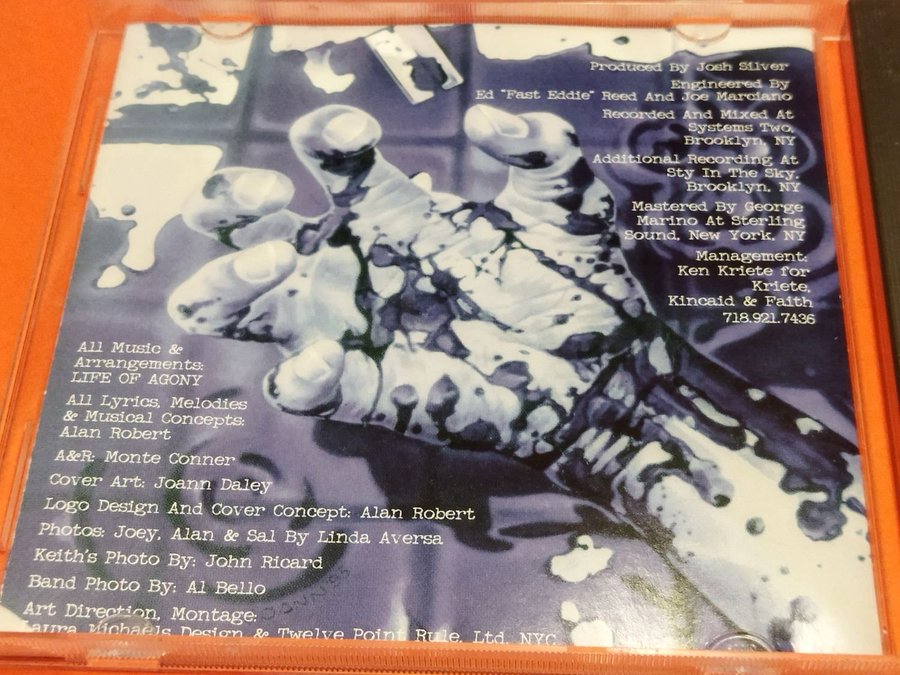 Produced By Josh Silver
Engineered By
Ed "Fast Eddie" Reed And Joe Marciano
Recorded And Mixed At
Systems Two,
Brooklyn, NY
Additional Recording At
Sty In The Sky,
Brooklyn, NY
Mastered By George
Marino At Sterling
Sound, New York, NY
Management:
Ken Kriete for
Kriete,
Kincaid & Faith
718.921.7436
All Music &
Arrangements:
LIFE OF AGONY
All Lyrics, Melodies
& Musical Concepts:
Alan Robert
A&R: Monte Conner
Cover Art: Joann Daley
Logo Design And Cover Concept: Alan Robert
Photos: Joey, Alan & Sal By Linda Aversa
Keith's Photo By: John Ricard
Band Photo By: Al Bello
Art Direction, Montage:
Laura Michaels Design & Twelve Point Rule, Ltd. NYC